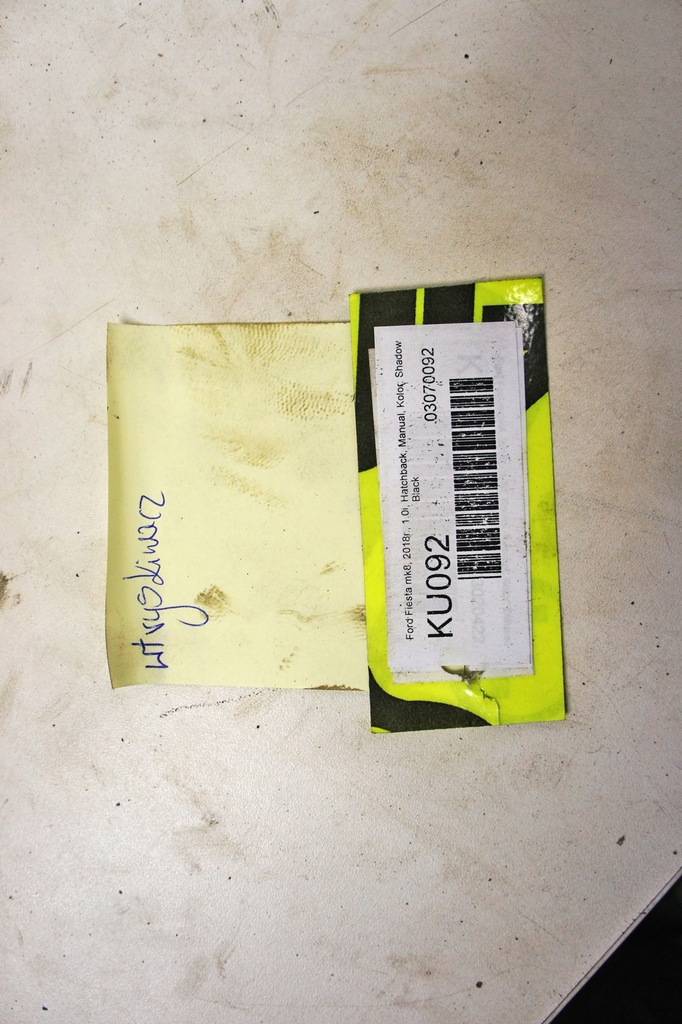 wtryskiwacz
Ford Fiesta mk8, 2018r., 1.0i, Hatchback, Manual, Kolor: Shadow
Black
KU092
03070092